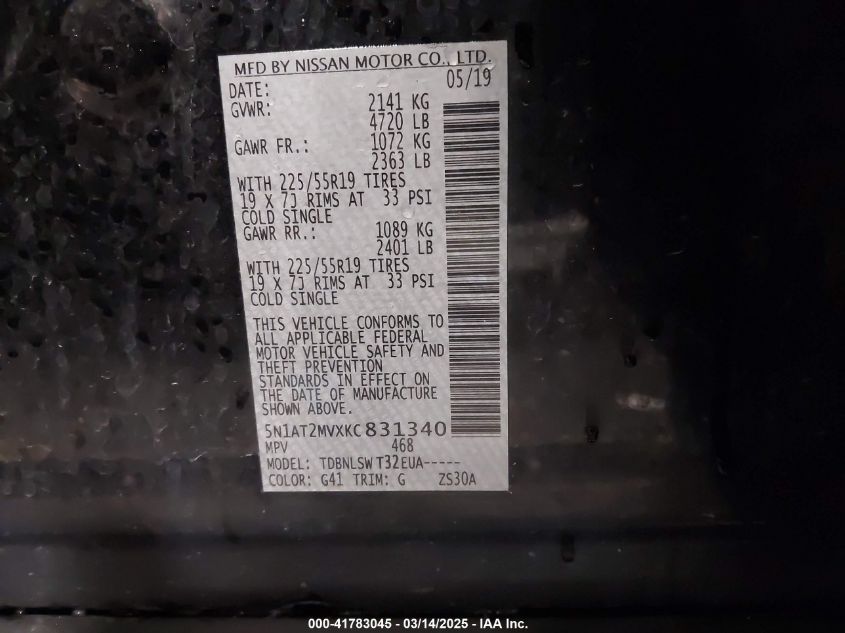 MFD BY NISSAN MOTOR CO., LTD.
DATE: 05/19
GVWR: 2141 KG
4720 LB
GAWR FR.: 1072 KG
2363 LB
WITH 225/55R19 TIRES
19 X 7J RIMS AT 33 PSI
COLD SINGLE
GAWR RR.: 1089 KG
2401 LB
WITH 225/55R19 TIRES
19 X 7J RIMS AT 33 PSI
COLD SINGLE
THIS VEHICLE CONFORMS TO
ALL APPLICABLE FEDERAL
MOTOR VEHICLE SAFETY AND
THEFT PREVENTION
STANDARDS IN EFFECT ON
THE DATE OF MANUFACTURE
SHOWN ABOVE.
5N1AT2MVXKC831340
MPV 468
MODEL: TDBNLSW T32EUA-----
COLOR: G41 TRIM: G ZS30A
000-41783045 - 03/14/2025 - IAA Inc.